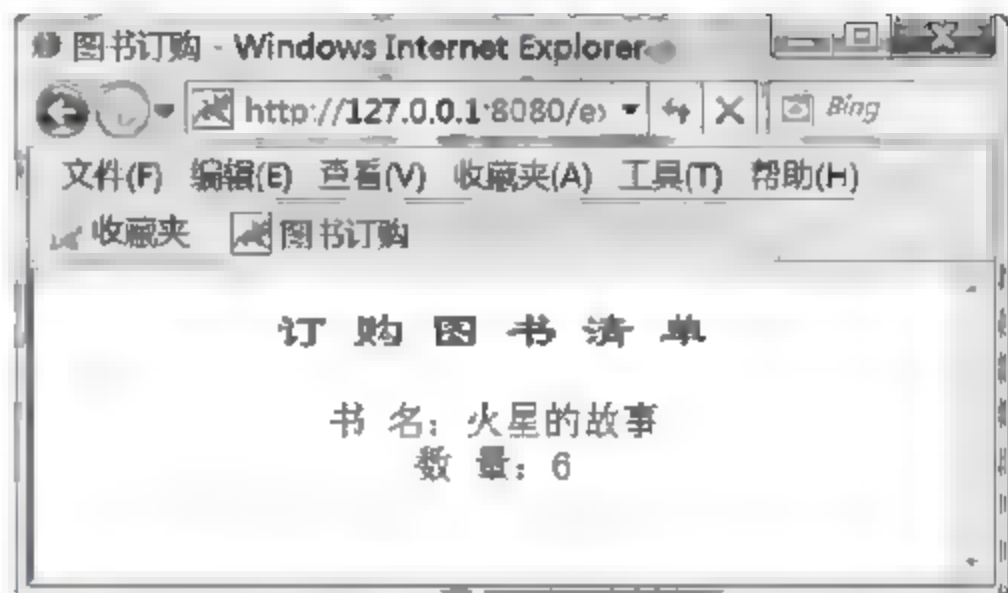 图书订购 - Windows Internet Explorer
http://127.0.0.1:8080/e
Bing
文件(F) 编辑(E) 查看(V) 收藏夹(A) 工具(T) 帮助(H)
收藏夹 图书订购
订 购 图 书 清 单
书 名：火星的故事
数 量：6